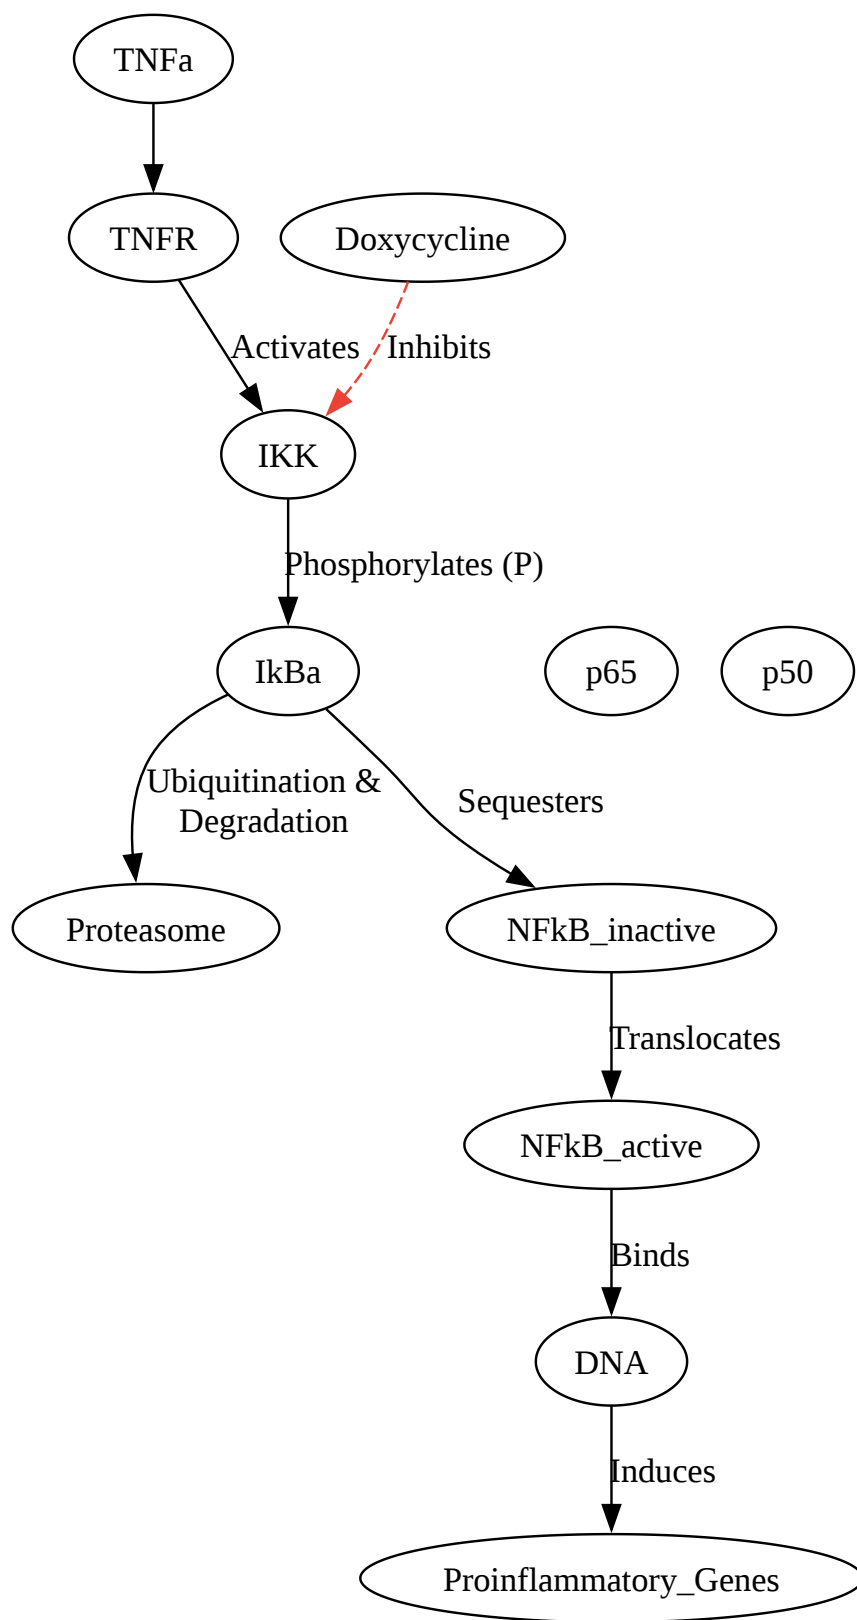 TNFa
TNFR
Doxycycline
Activates
Inhibits
IKK
Phosphorylates (P)
IkBa
p65
p50
Ubiquitination &
Degradation
Sequesters
Proteasome
NFkB_inactive
Translocates
NFkB_active
Binds
DNA
Induces
Proinflammatory_Genes